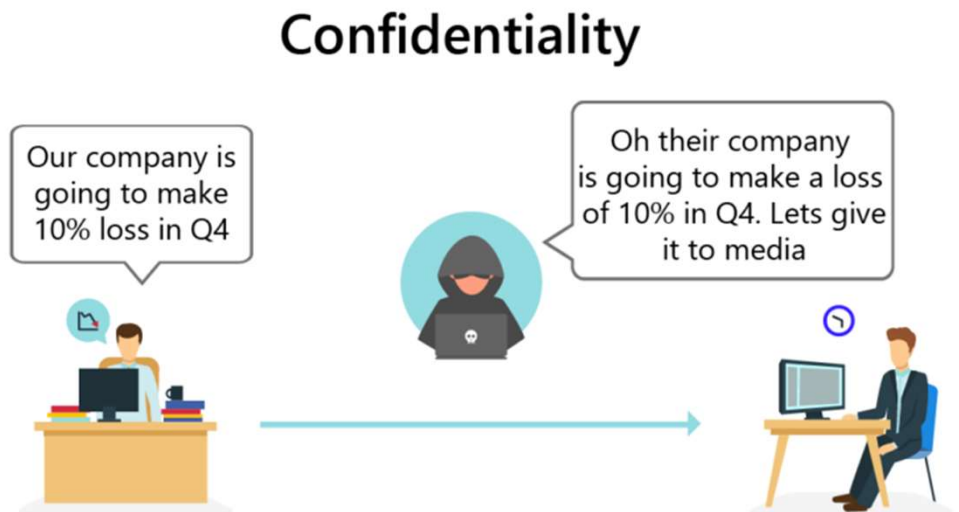 Confidentiality
Our company is
going to make
10% loss in Q4
Oh their company
is going to make a loss
of 10% in Q4. Lets give
it to media